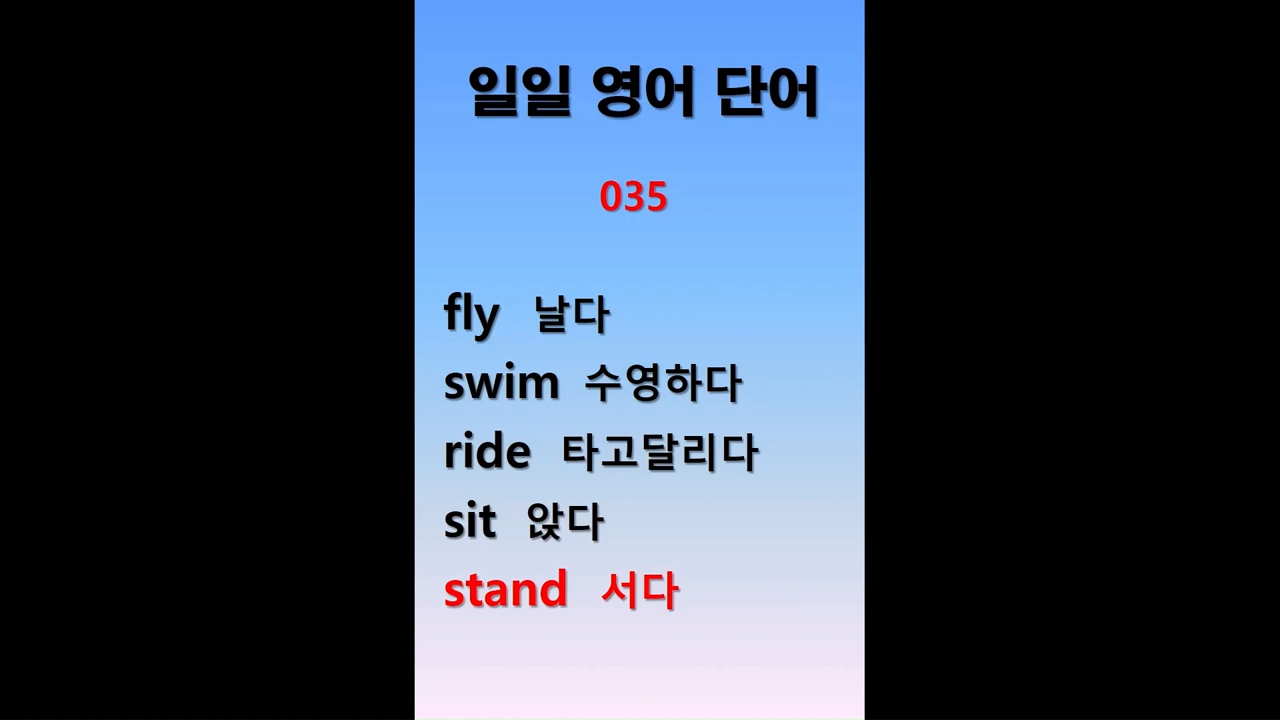 일일 영어 단어
035
fly 날다
swim 수영하다
ride 타고달리다
sit 앉다
stand 서다